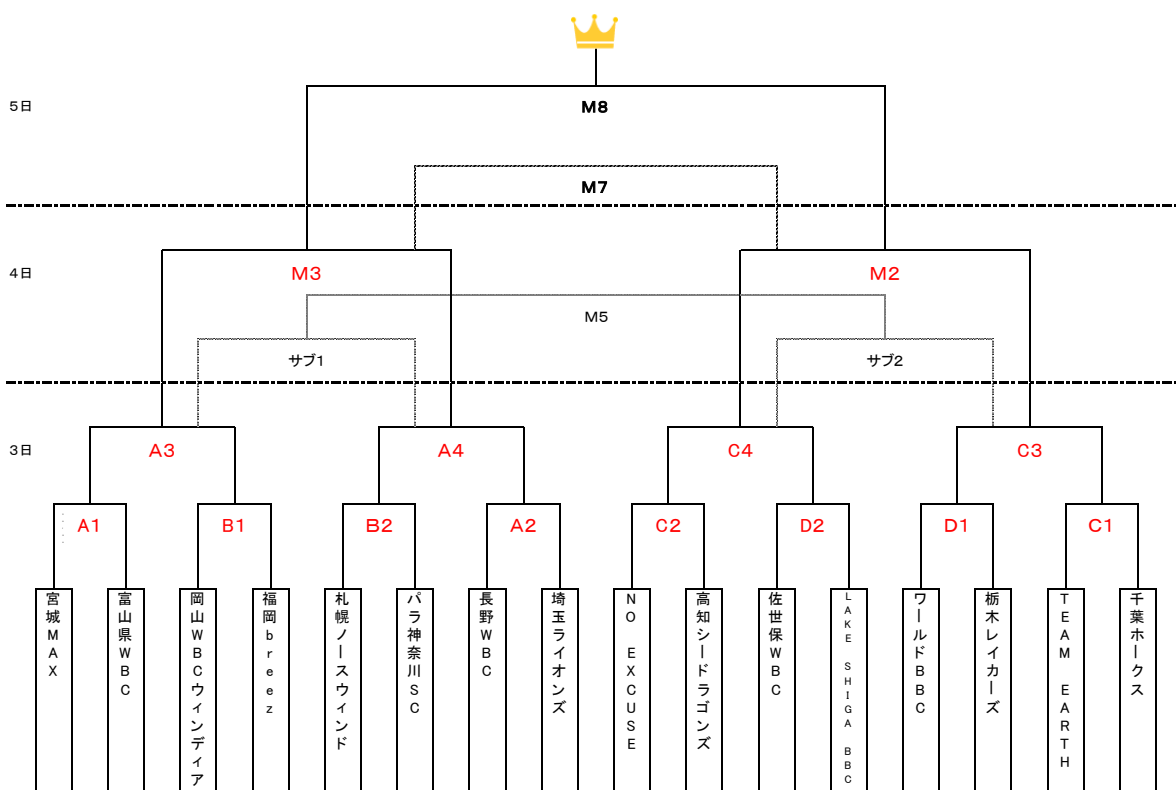 5日
M8
M7
4日
M3
M2
M5
サブ1
サブ2
3日
A3
A4
C4
C3
A1
B1
B2
A2
C2
D2
D1
C1
宮城MAX
富山県WBC
岡山WBCウィンディア
福岡breez
札幌ノースウィンド
パラ神奈川SC
長野WBC
埼玉ライオンズ
NO EXCUSE
高知シードラゴンズ
佐世保WBC
LAKE SHIGA BBC
ワールドBBC
栃木レイカーズ
TEAM EARTH
千葉ホークス